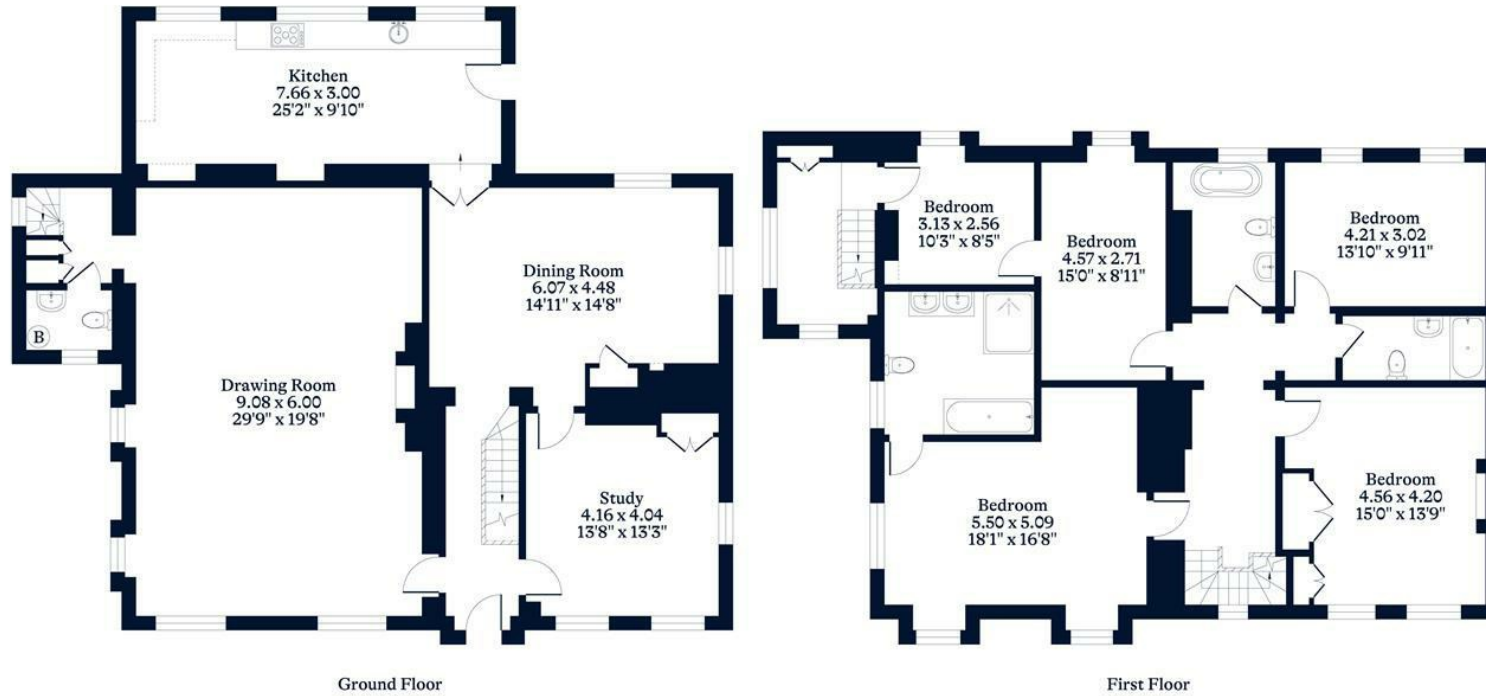 Kitchen
7.66 x 3.00
25'2" x 9'10"
Dining Room
6.07 x 4.48
14'11" x 14'8"
B
Drawing Room
9.08 x 6.00
29'9" x 19'8"
Study
4.16 x 4.04
13'8" x 13'3"
Ground Floor
Bedroom
3.13 x 2.56
10'3" x 8'5"
Bedroom
4.57 x 2.71
15'0" x 8'11"
Bedroom
4.21 x 3.02
13'10" x 9'11"
Bedroom
5.50 x 5.09
18'1" x 16'8"
Bedroom
4.56 x 4.20
15'0" x 13'9"
First Floor